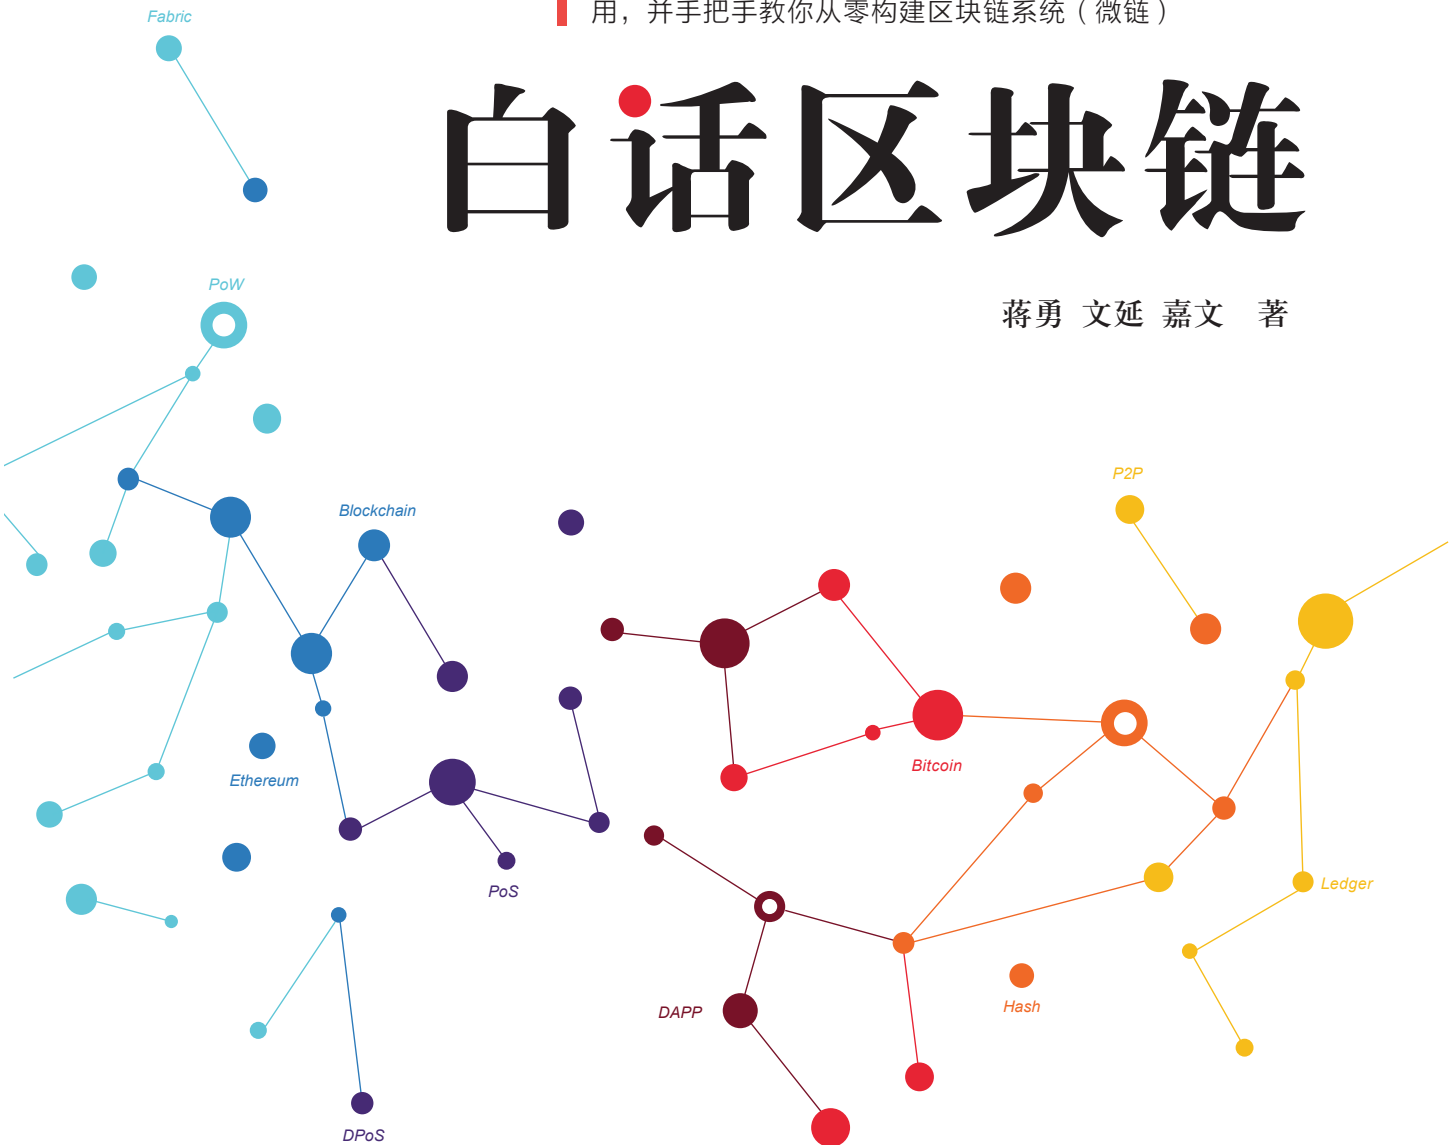 用，并手把手教你从零构建区块链系统（微链）
白话区块链
蒋勇 文延 嘉文 著
Fabric
PoW
Blockchain
P2P
Ethereum
Bitcoin
PoS
Ledger
DAPP
Hash
DPoS